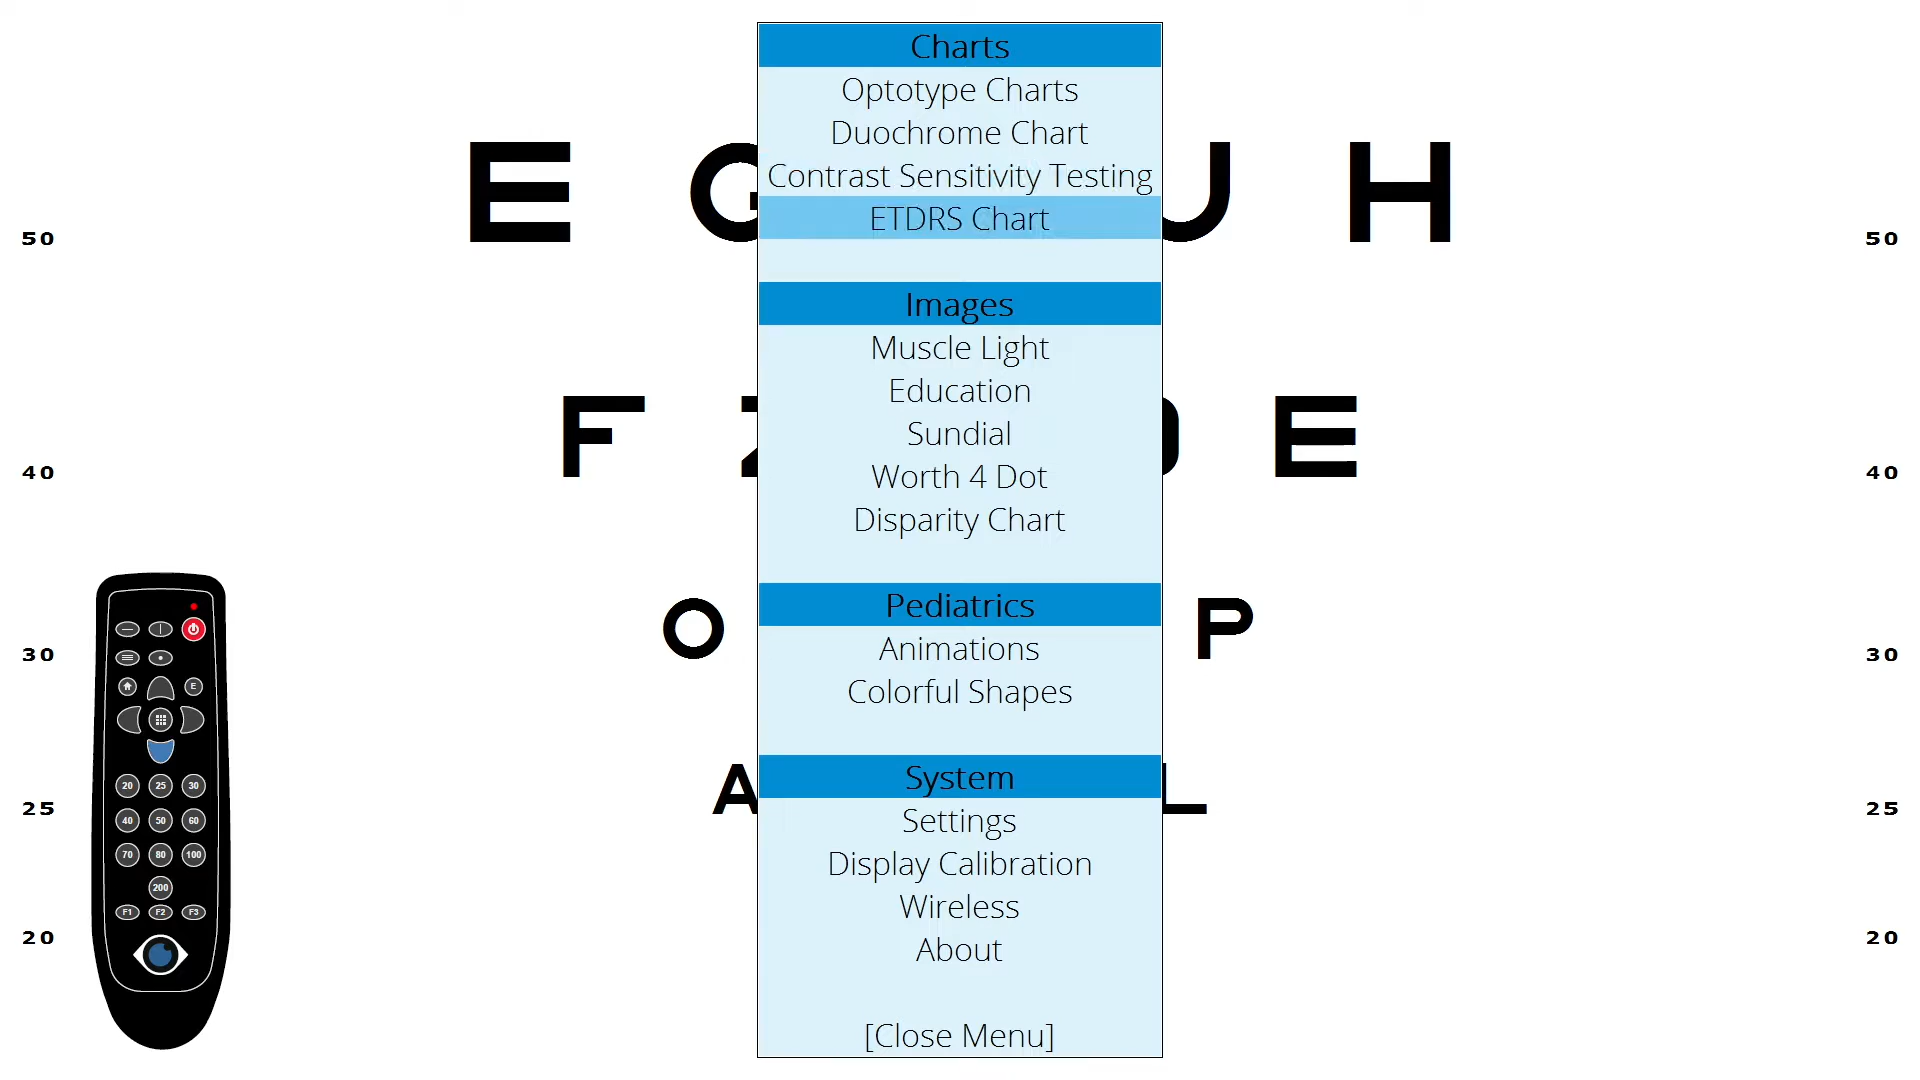 Charts
Optotype Charts
Duochrome Chart
Contrast Sensitivity Testing
ETDRS Chart
Images
Muscle Light
Education
Sundial
Worth 4 Dot
Disparity Chart
Pediatrics
Animations
Colorful Shapes
System
Settings
Display Calibration
Wireless
About
[Close Menu]
E G U H
50 50
F Z D E
40 40
O P
30 30
A L
25 25
20 20
E
20 25 30
40 50 60
70 80 100
200
F1 F2 F3